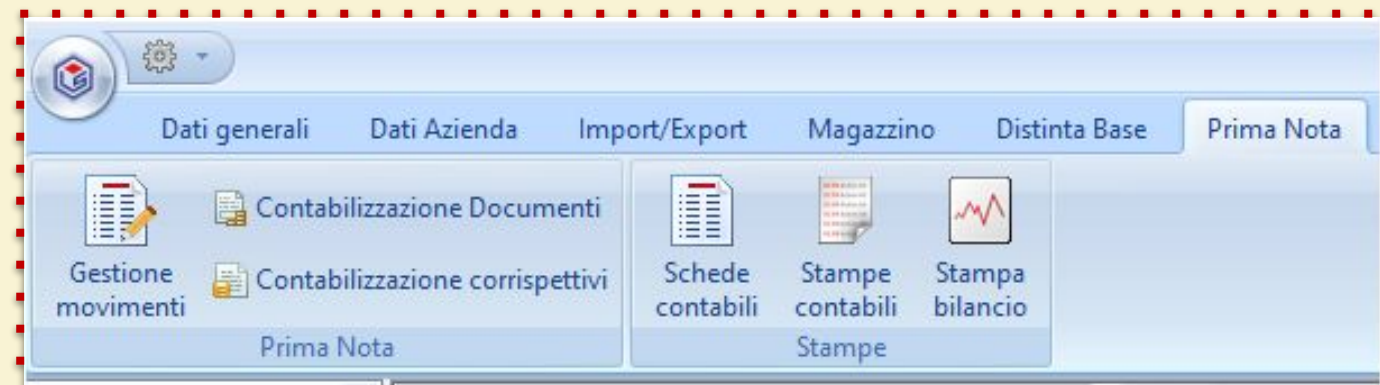 Dati generali Dati Azienda Import/Export Magazzino Distinta Base Prima Nota
Gestione
movimenti
Contabilizzazione Documenti
Contabilizzazione corrispettivi
Prima Nota
Schede
contabili
Stampe
contabili
Stampa
bilancio
Stampe